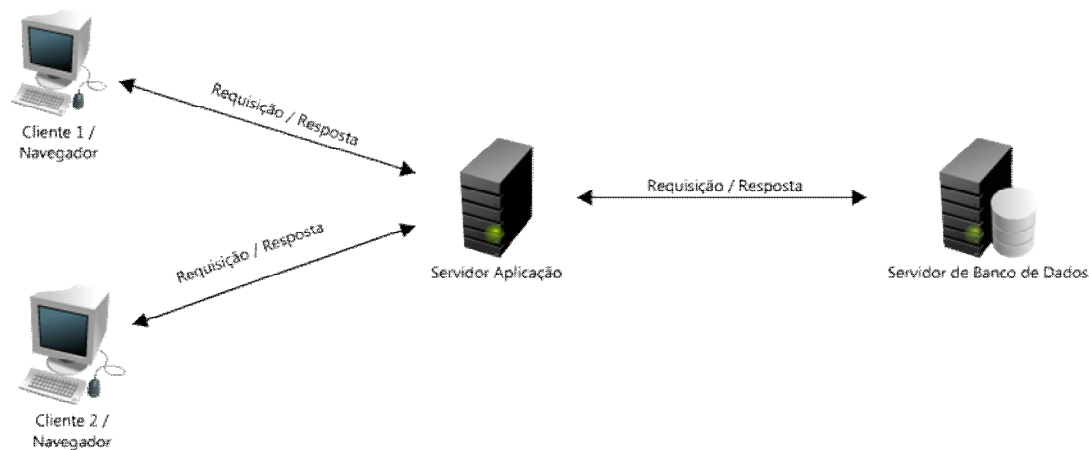 Cliente 1 /
Navegador
Requisição / Resposta
Servidor Aplicação
Requisição / Resposta
Servidor de Banco de Dados
Requisição / Resposta
Cliente 2 /
Navegador